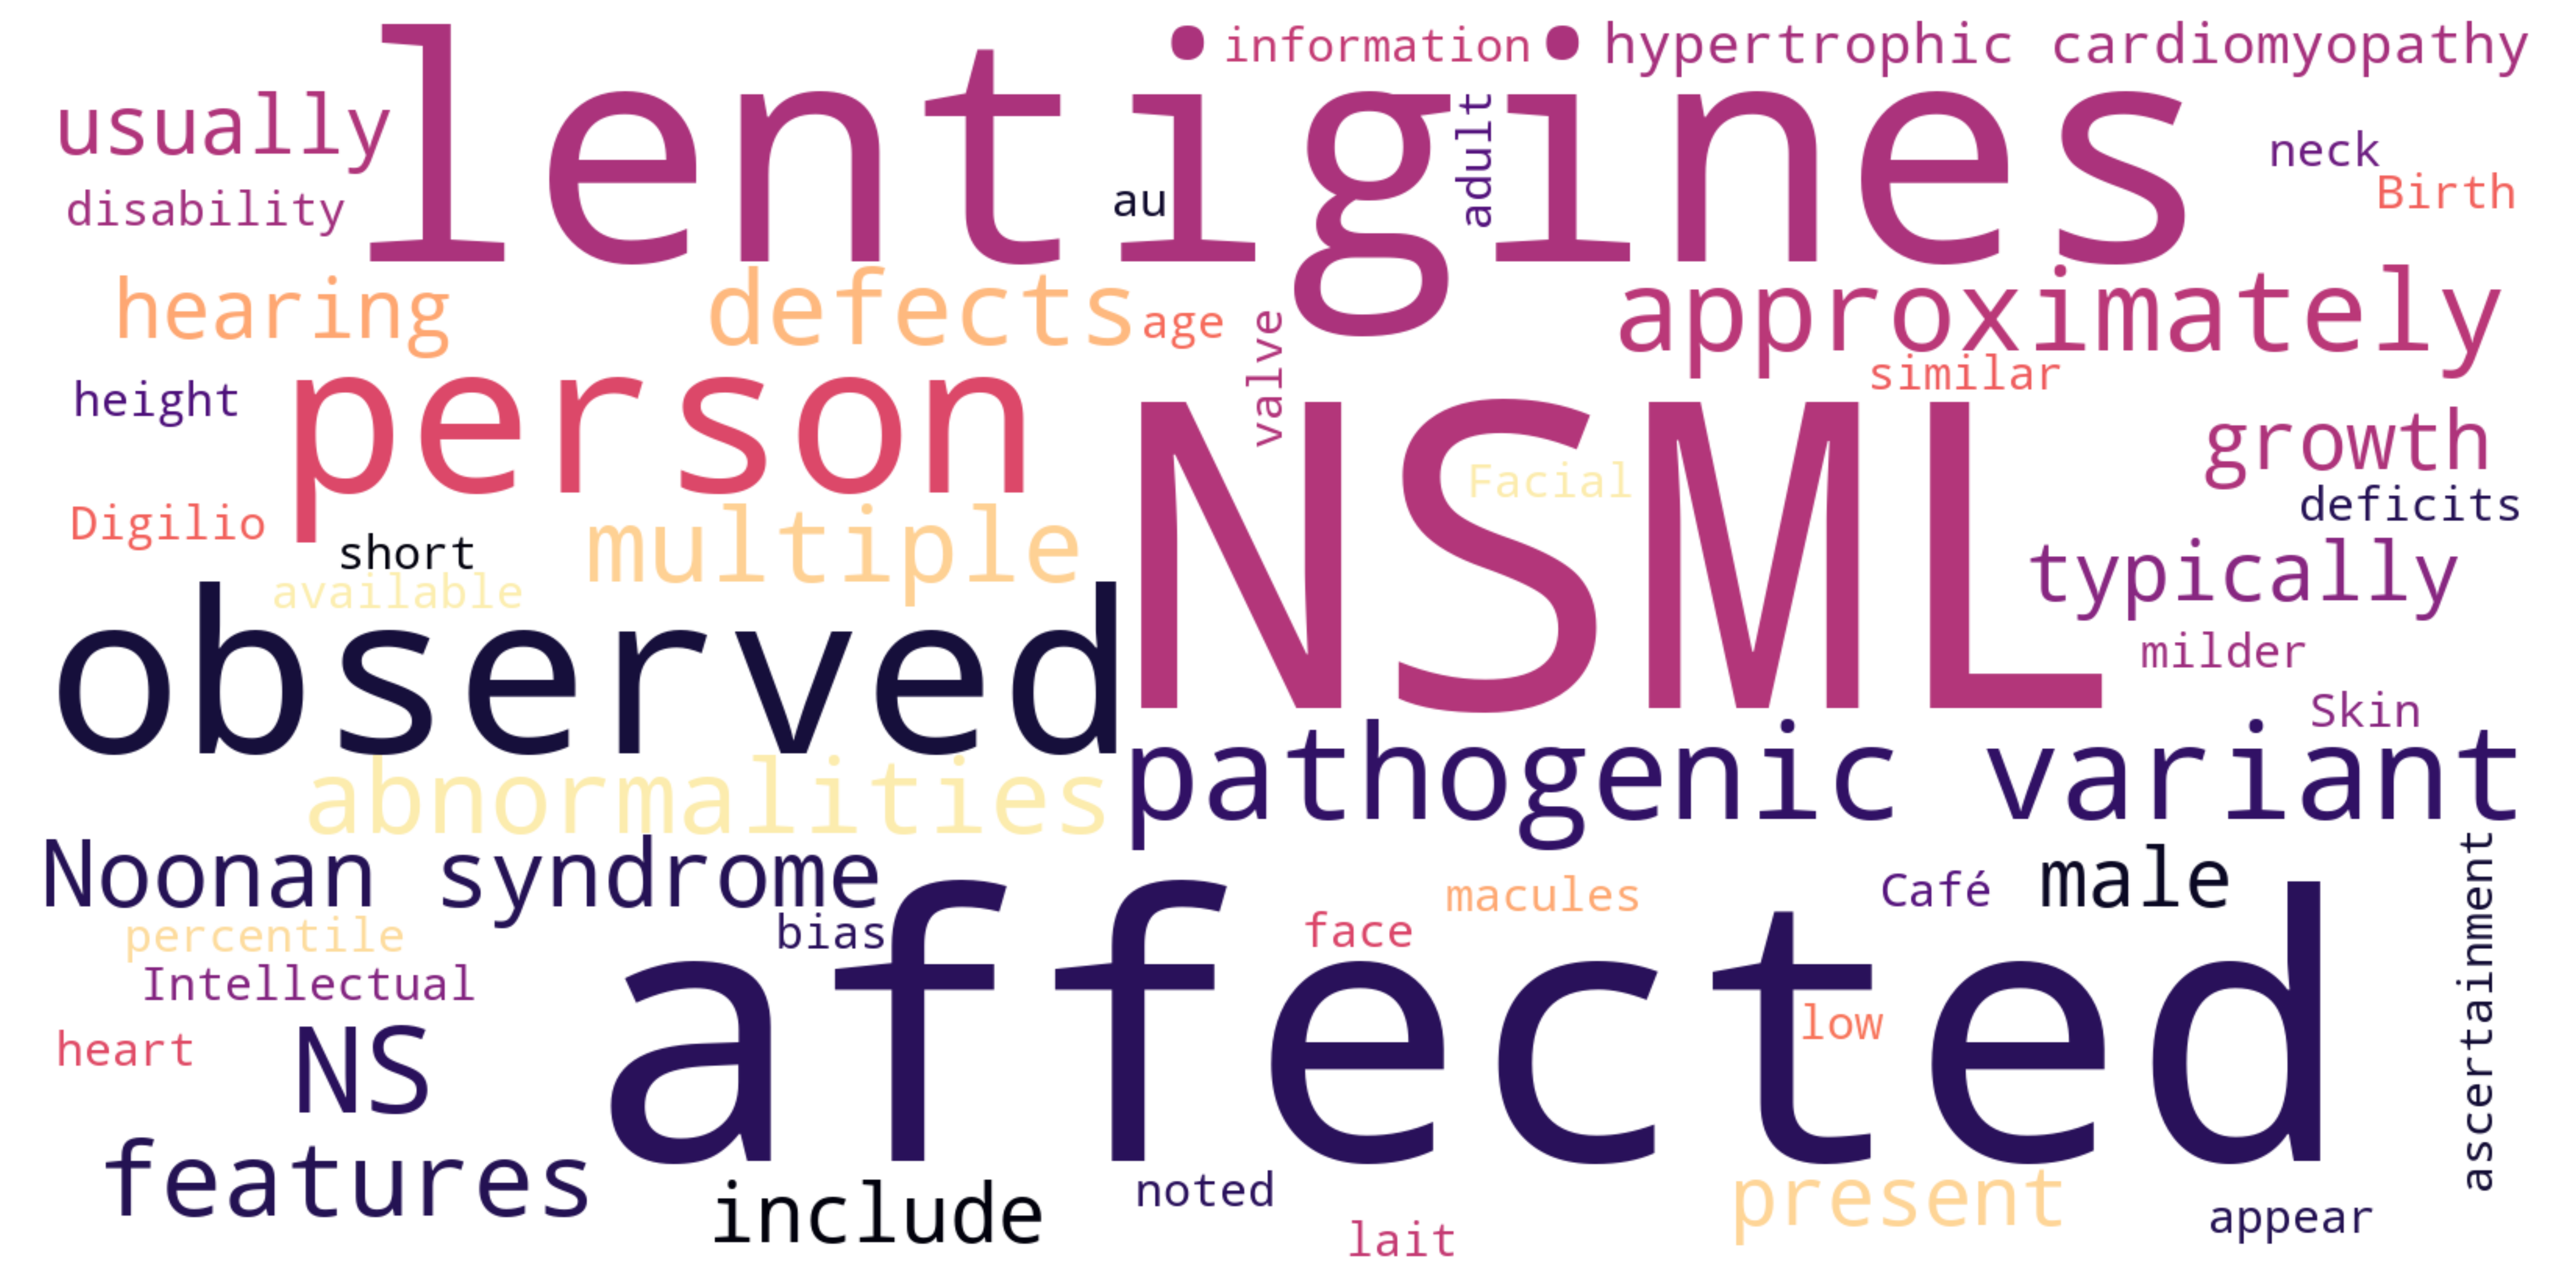 information hypertrophic cardiomyopathy
lentigines
usually
adult
neck
disability
au
Birth
hearing
defects
age
approximately
valve
similar
height
person
NSML
growth
Facial
deficits
Digilio
short
multiple
typically
available
observed
milder
Skin
abnormalities
pathogenic variant
Noonan syndrome
bias
face
macules
Café
male
ascertainment
percentile
Intellectual
affected
low
heart
NS
features
include
noted
present
appear
lait